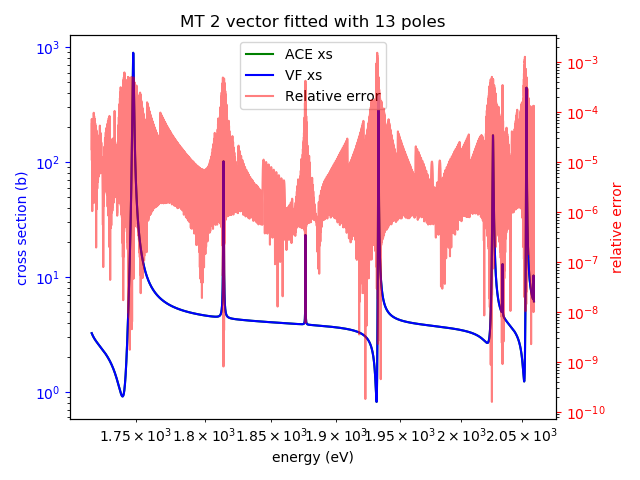 MT 2 vector fitted with 13 poles
ACE xs
VF xs
Relative error
cross section (b)
10³
10²
10¹
10⁰
relative error
10⁻³
10⁻⁴
10⁻⁵
10⁻⁶
10⁻⁷
10⁻⁸
10⁻⁹
10⁻¹⁰
1.75 × 10³ 1.8 × 10³ 1.85 × 10³ 1.9 × 10³ 1.95 × 10³ 2 × 10³ 2.05 × 10³
energy (eV)